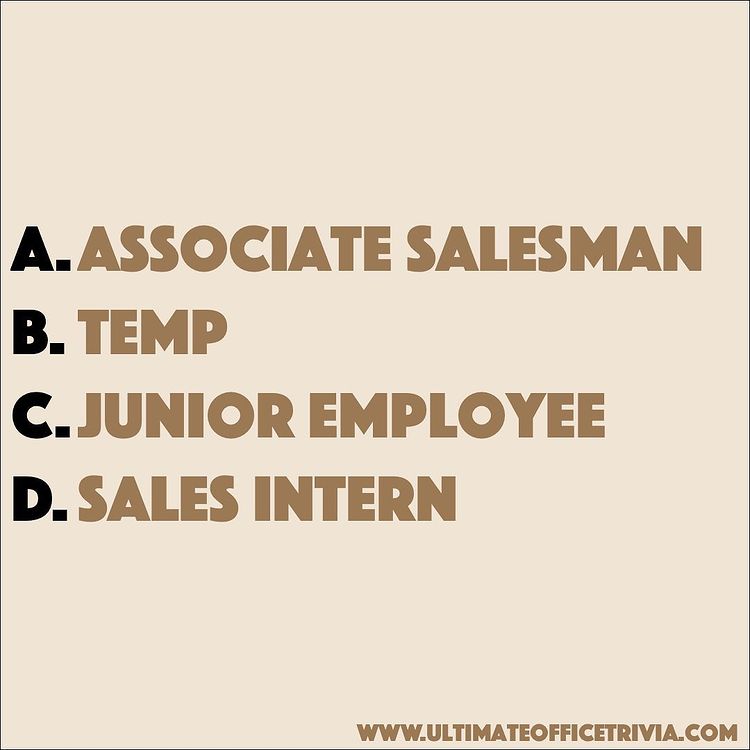 A. ASSOCIATE SALESMAN
B. TEMP
C. JUNIOR EMPLOYEE
D. SALES INTERN
WWW.ULTIMATEOFFICETRIVIA.COM